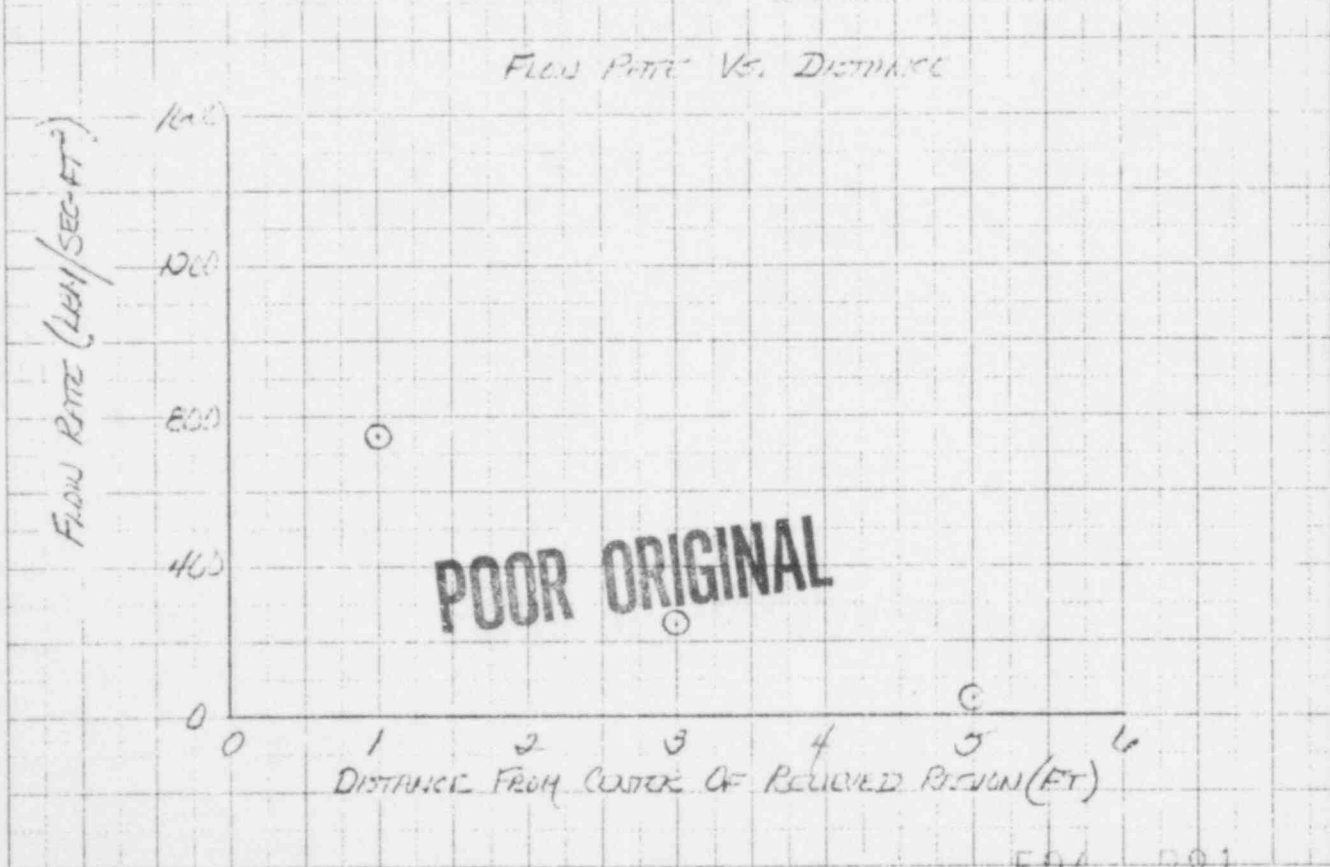 FLOW RATE VS. DISTANCE
FLOW RATE (LBM/SEC-FT²)
1600
1200
800
400
0
0 1 2 3 4 5 6
DISTANCE FROM CENTER OF RELIEVED REGION (FT)
POOR ORIGINAL